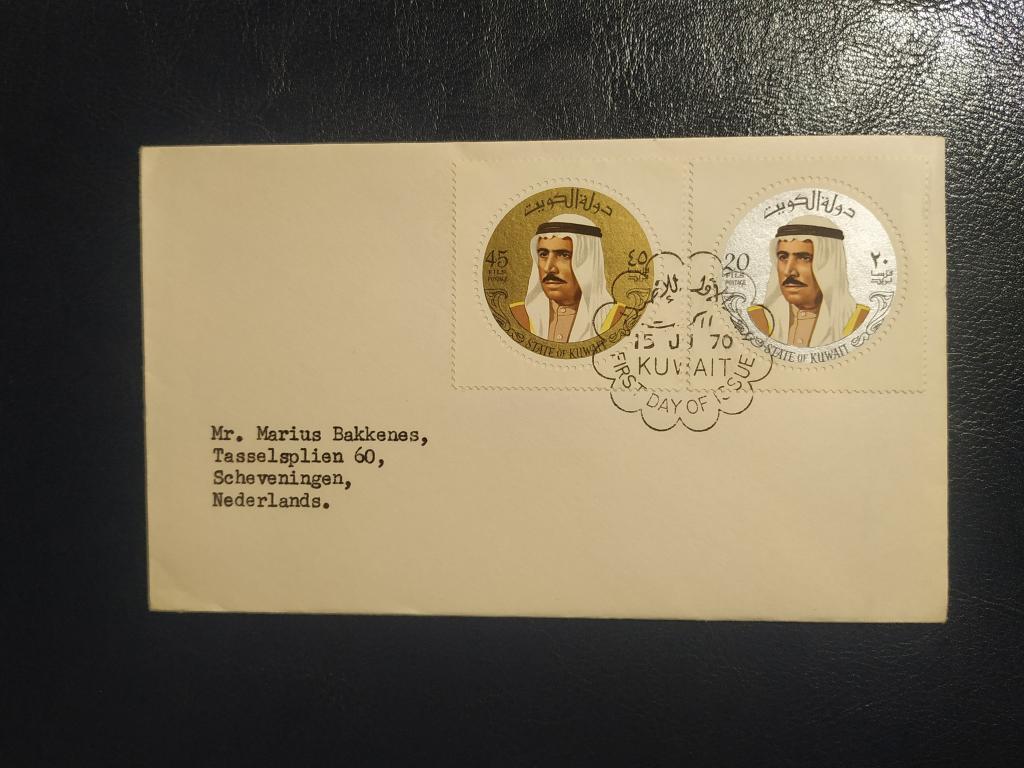 دولة الكويت
45
FILS
POSTAGE
٤٥
STATE OF KUWAIT
دولة الكويت
20
FILS
POSTAGE
٢٠
STATE OF KUWAIT
15 70
KUWAIT
FIRST DAY OF ISSUE
Mr. Marius Bakkenes,
Tasselsplien 60,
Scheveningen,
Nederlands.